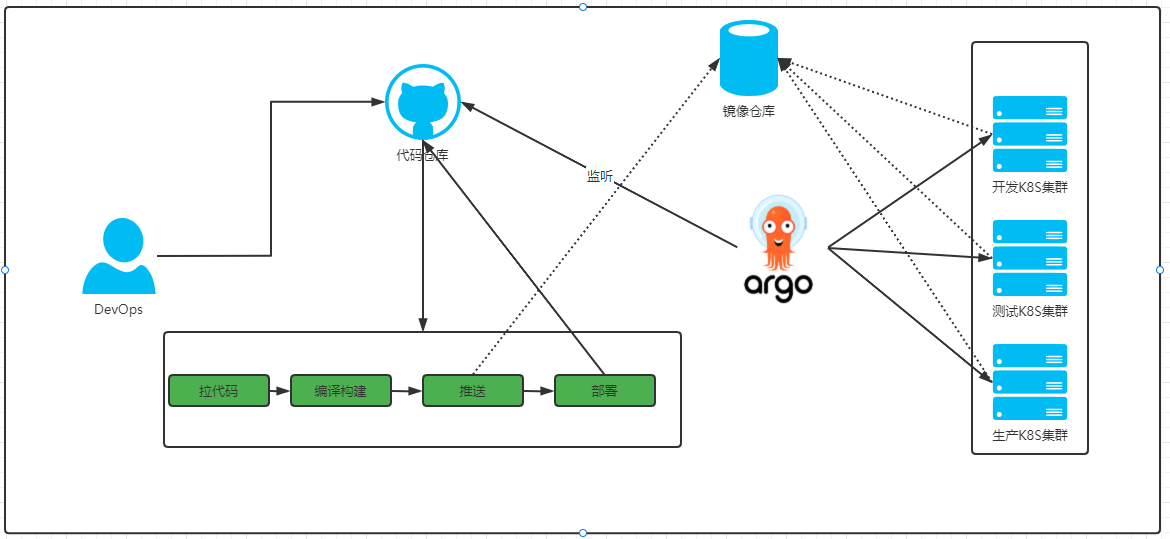 镜像仓库
代码仓库
监听
开发K8S集群
argo
DevOps
测试K8S集群
拉代码
编译构建
推送
部署
生产K8S集群